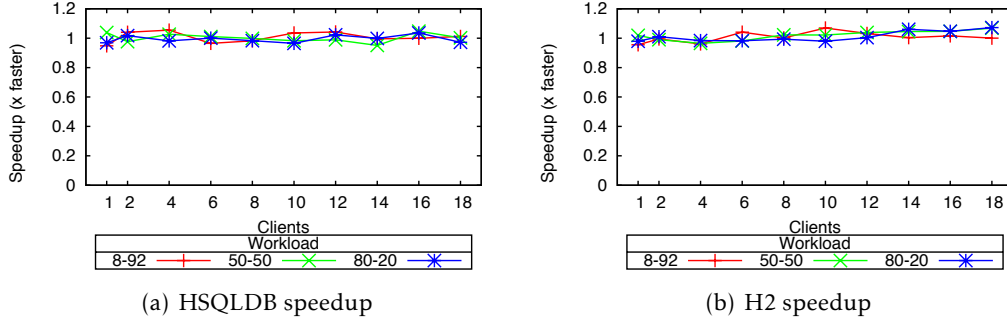 1.2
1
0.8
0.6
0.4
0.2
0
Speedup (x faster)
1 2 4 6 8 10 12 14 16 18
Clients
Workload
8-92 50-50 80-20
(a) HSQLDB speedup
1.2
1
0.8
0.6
0.4
0.2
0
Speedup (x faster)
1 2 4 6 8 10 12 14 16 18
Clients
Workload
8-92 50-50 80-20
(b) H2 speedup